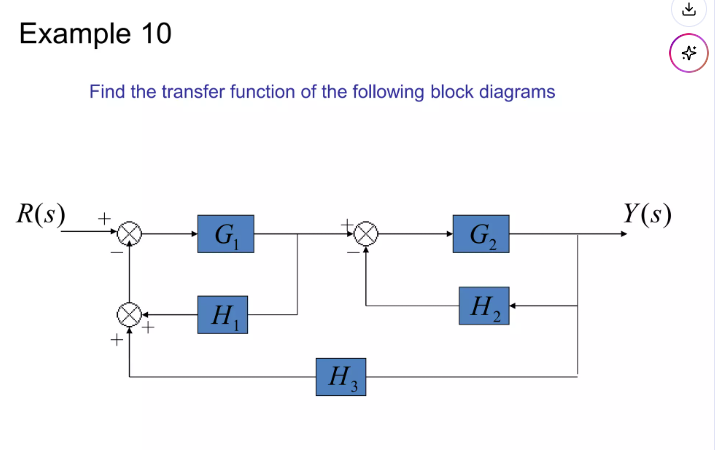 Example 10
Find the transfer function of the following block diagrams
R(s) + Y(s)
+
G₁ G₂
− −
H₁ H₂
+
+
H₃